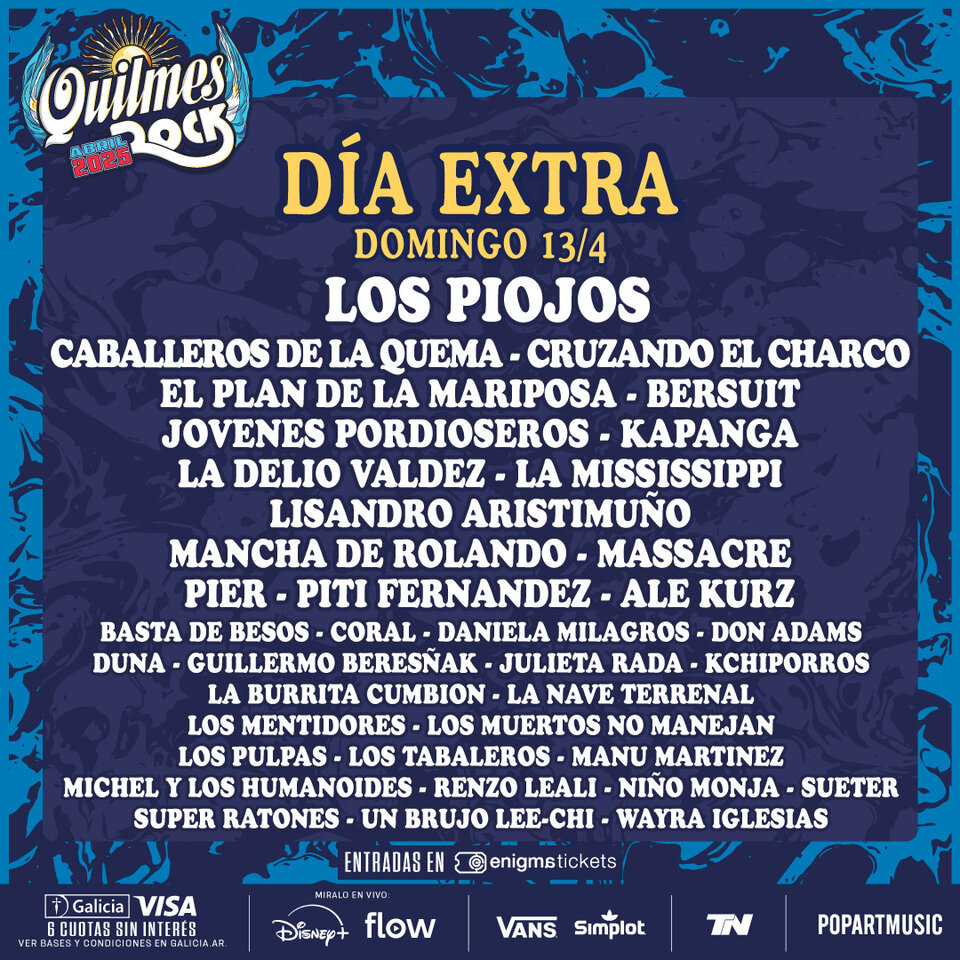 Quilmes
Rock
ABRIL
2025
DÍA EXTRA
DOMINGO 13/4
LOS PIOJOS
CABALLEROS DE LA QUEMA - CRUZANDO EL CHARCO
EL PLAN DE LA MARIPOSA - BERSUIT
JOVENES PORDIOSEROS - KAPANGA
LA DELIO VALDEZ - LA MISSISSIPPI
LISANDRO ARISTIMUÑO
MANCHA DE ROLANDO - MASSACRE
PIER - PITI FERNANDEZ - ALE KURZ
BASTA DE BESOS - CORAL - DANIELA MILAGROS - DON ADAMS
DUNA - GUILLERMO BERESÑAK - JULIETA RADA - KCHIPORROS
LA BURRITA CUMBION - LA NAVE TERRENAL
LOS MENTIDORES - LOS MUERTOS NO MANEJAN
LOS PULPAS - LOS TABALEROS - MANU MARTINEZ
MICHEL Y LOS HUMANOIDES - RENZO LEALI - NIÑO MONJA - SUETER
SUPER RATONES - UN BRUJO LEE-CHI - WAYRA IGLESIAS
ENTRADAS EN enigmatickets
Galicia VISA
6 CUOTAS SIN INTERÉS
VER BASES Y CONDICIONES EN GALICIA.AR.
MIRALO EN VIVO:
Disney+ flow
VANS Simplot
TN
POPARTMUSIC